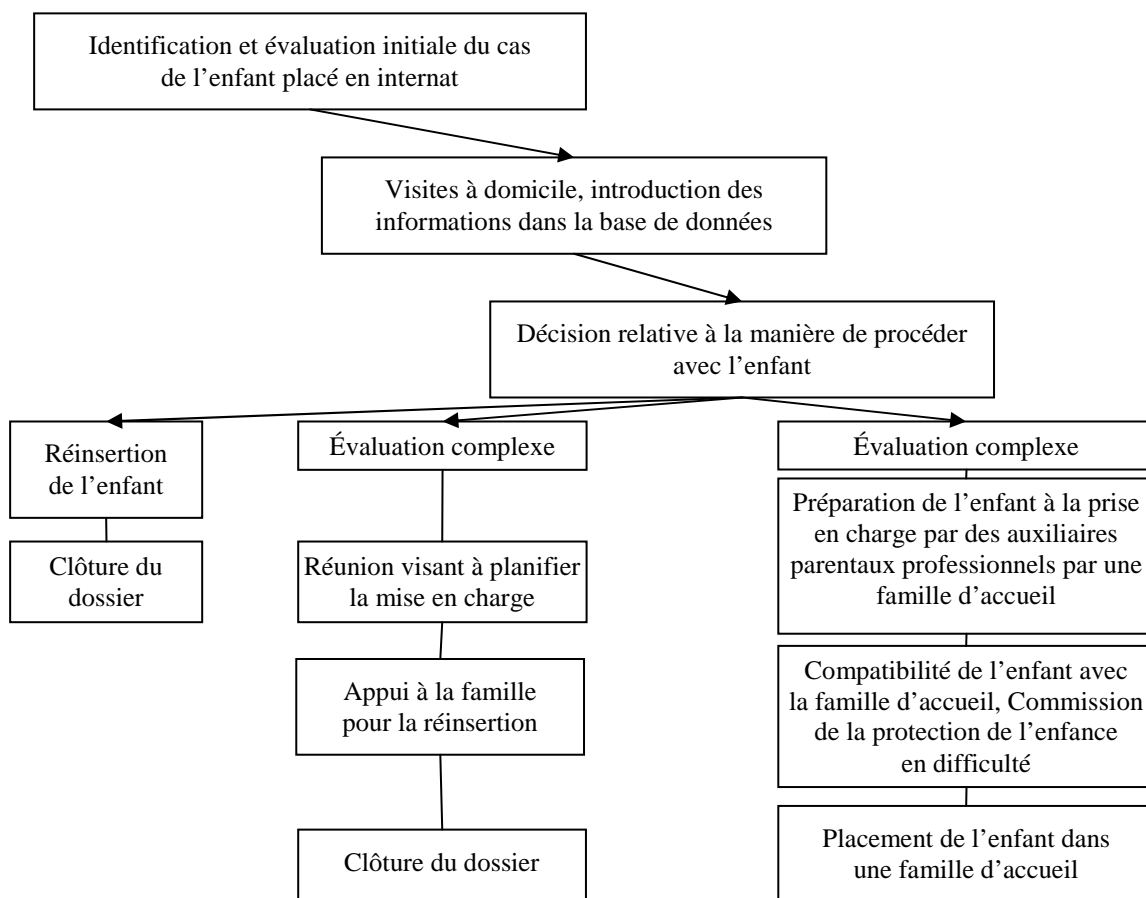 Identification et évaluation initiale du cas
de l’enfant placé en internat
Visites à domicile, introduction des
informations dans la base de données
Décision relative à la manière de procéder
avec l’enfant
Réinsertion
de l’enfant
Clôture du
dossier
Évaluation complexe
Réunion visant à planifier
la mise en charge
Appui à la famille
pour la réinsertion
Clôture du dossier
Évaluation complexe
Préparation de l’enfant à la prise
en charge par des auxiliaires
parentaux professionnels par une
famille d’accueil
Compatibilité de l’enfant avec
la famille d’accueil, Commission
de la protection de l’enfance
en difficulté
Placement de l’enfant dans
une famille d’accueil